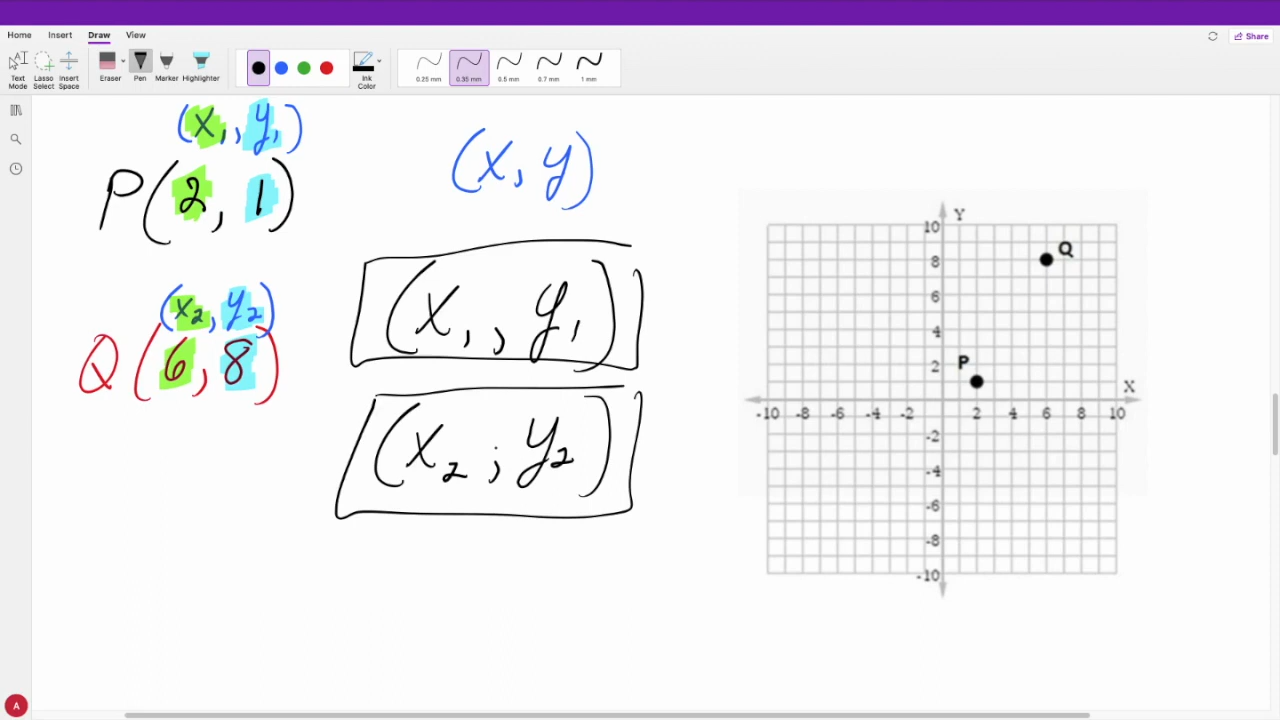 Home Insert Draw View
Share
Text Mode Lasso Select Insert Space Eraser Pen Marker Highlighter Ink Color 0.25 mm 0.35 mm 0.5 mm 0.7 mm 1 mm
(x₁, y₁)
P(2, 1)
(x₂, y₂)
Q(6, 8)
(x, y)
(x₁, y₁)
(x₂, y₂)
Y
10
Q
8
6
4
P
2
X
-10 -8 -6 -4 -2 2 4 6 8 10
-2
-4
-6
-8
-10
A